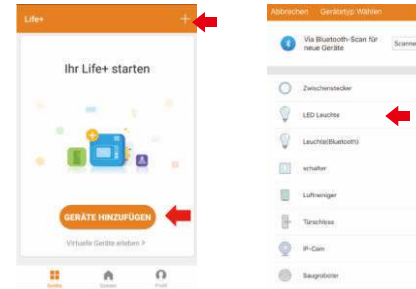 Life+
+
Ihr Life+ starten
GERÄTE HINZUFÜGEN
Virtuelle Geräte erleben >
Geräte
Szenen
Profil
Abbrechen Gerätetyp Wählen
Via Bluetooth-Scan für
neue Geräte
Scanne
Zwischenstecker
LED Leuchte
Leuchte(Bluetooth)
schalter
Luftreiniger
Türschloss
IP-Cam
Saugroboter